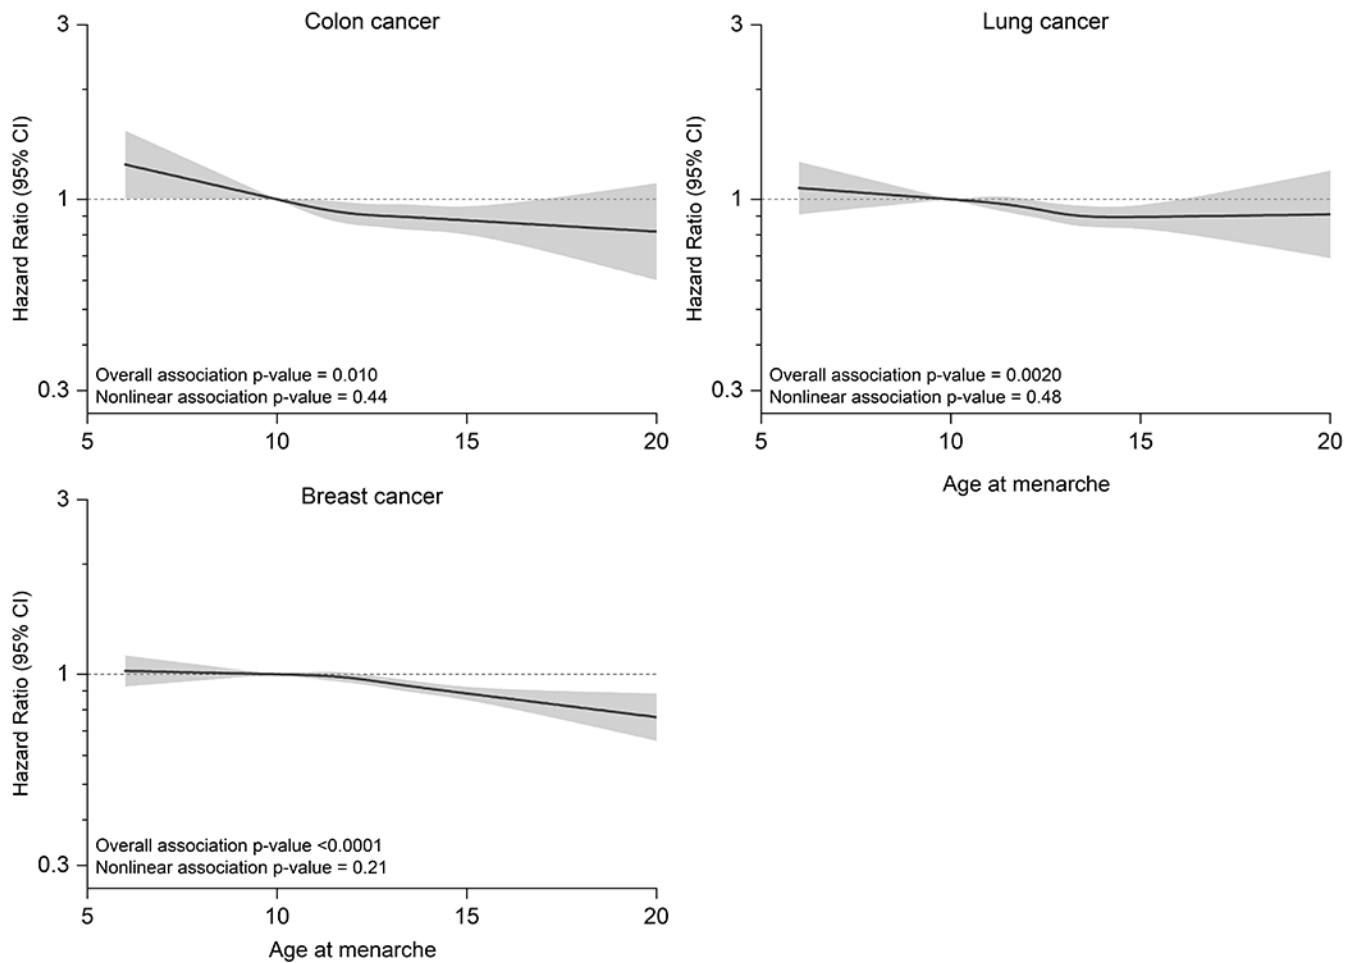 Colon cancer
3
1
0.3
Hazard Ratio (95% CI)
Overall association p-value = 0.010
Nonlinear association p-value = 0.44
5 10 15 20
Lung cancer
3
1
0.3
Hazard Ratio (95% CI)
Overall association p-value = 0.0020
Nonlinear association p-value = 0.48
5 10 15 20
Age at menarche
Breast cancer
3
1
0.3
Hazard Ratio (95% CI)
Overall association p-value <0.0001
Nonlinear association p-value = 0.21
5 10 15 20
Age at menarche